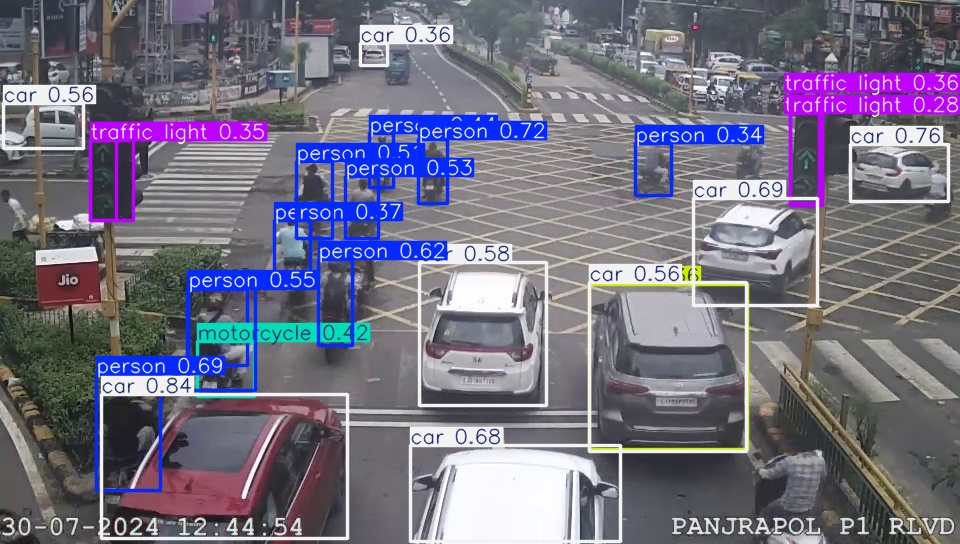 car 0.36
car 0.56
traffic light 0.36
traffic light 0.28
traffic light 0.35
person 0.72
person 0.34
car 0.76
person 0.53
car 0.69
person 0.37
person 0.62
car 0.58
car 0.56
person 0.55
Jio
motorcycle 0.42
person 0.69
car 0.84
car 0.68
30-07-2024 12:44:54
PANJRAPOL P1 RLVD